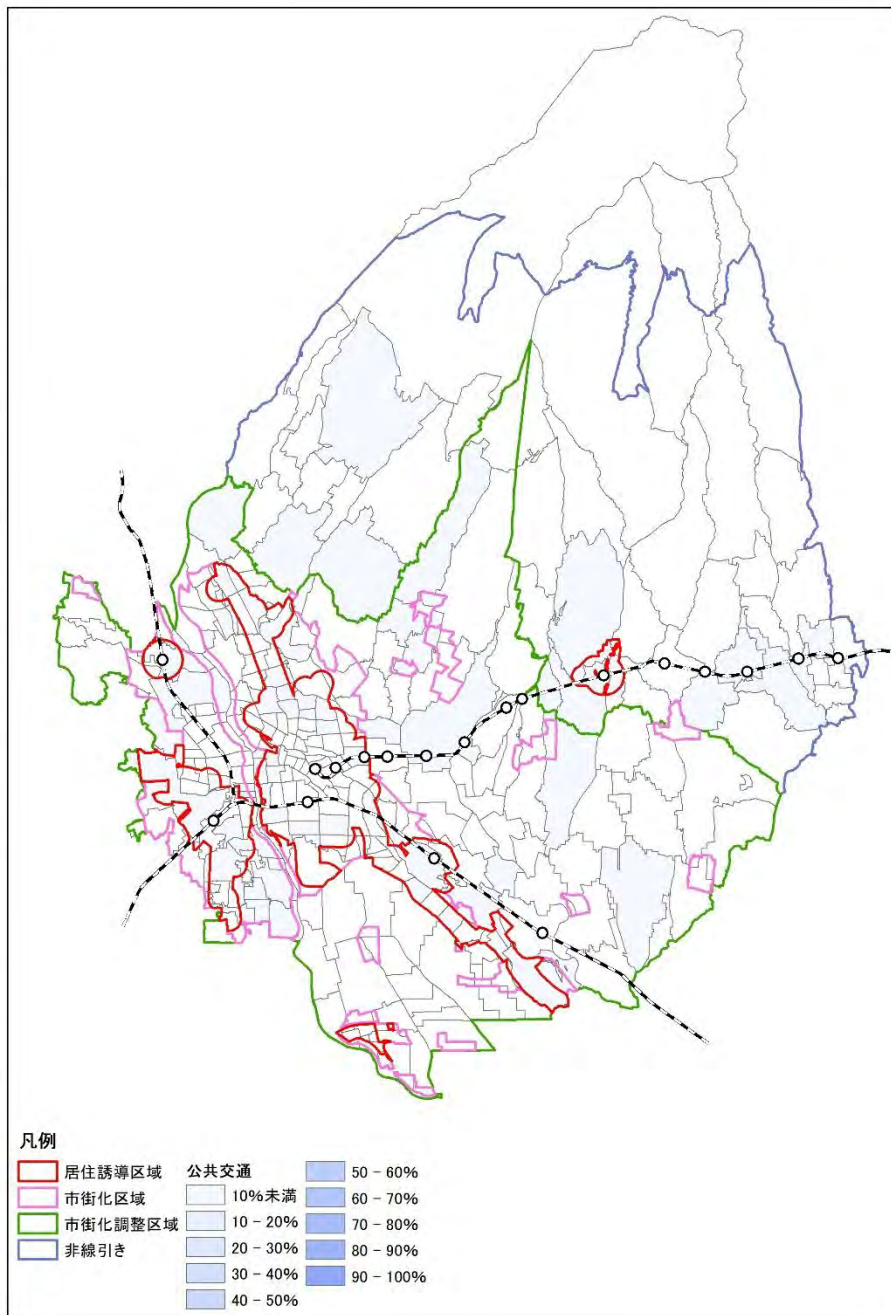 凡例
居住誘導区域
市街化区域
市街化調整区域
非線引き
公共交通
10%未満
10 - 20%
20 - 30%
30 - 40%
40 - 50%
50 - 60%
60 - 70%
70 - 80%
80 - 90%
90 - 100%